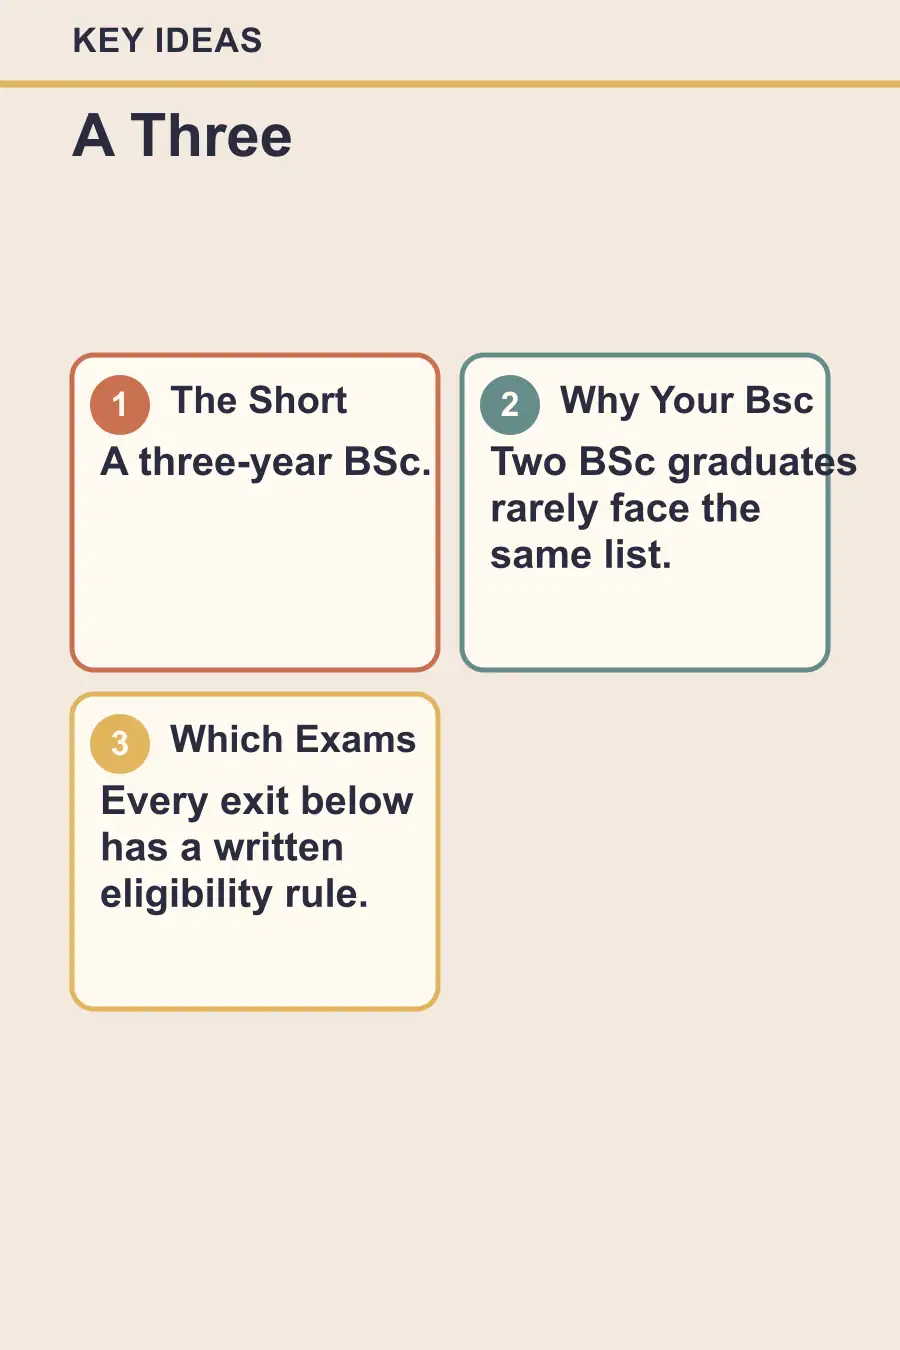 KEY IDEAS
A Three
1
The Short
A three-year BSc.
2
Why Your Bsc
Two BSc graduates
rarely face the
same list.
3
Which Exams
Every exit below
has a written
eligibility rule.